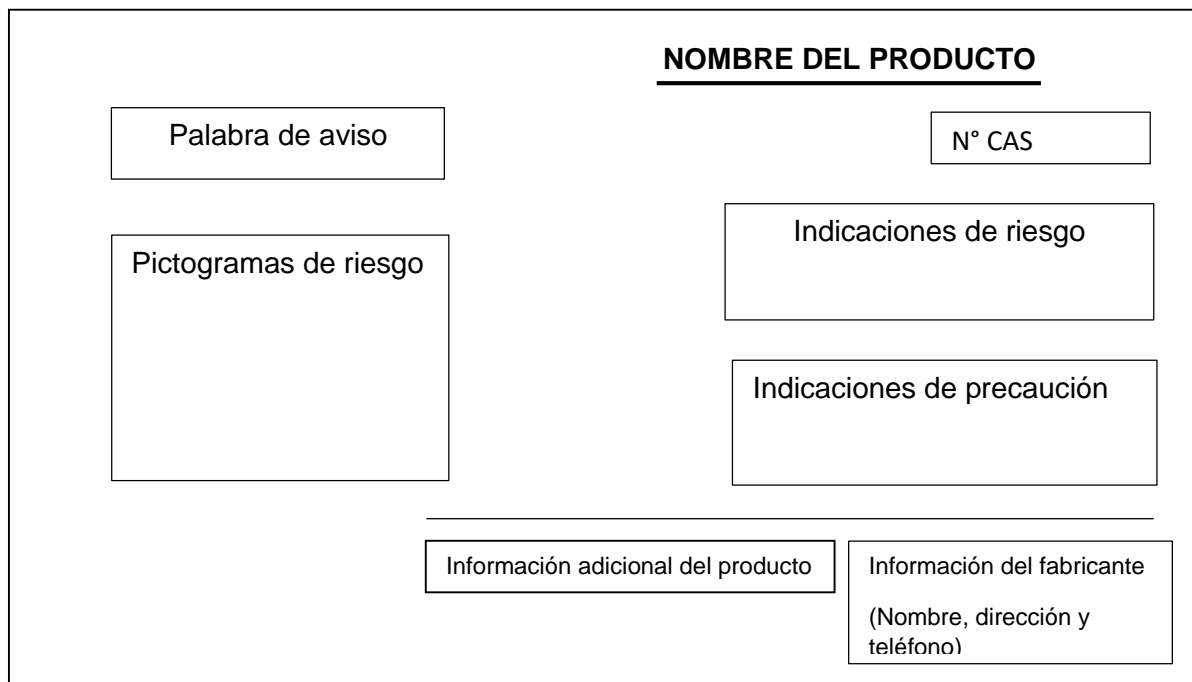 NOMBRE DEL PRODUCTO
Palabra de aviso
N° CAS
Indicaciones de riesgo
Pictogramas de riesgo
Indicaciones de precaución
Información adicional del producto
Información del fabricante
(Nombre, dirección y
teléfono)